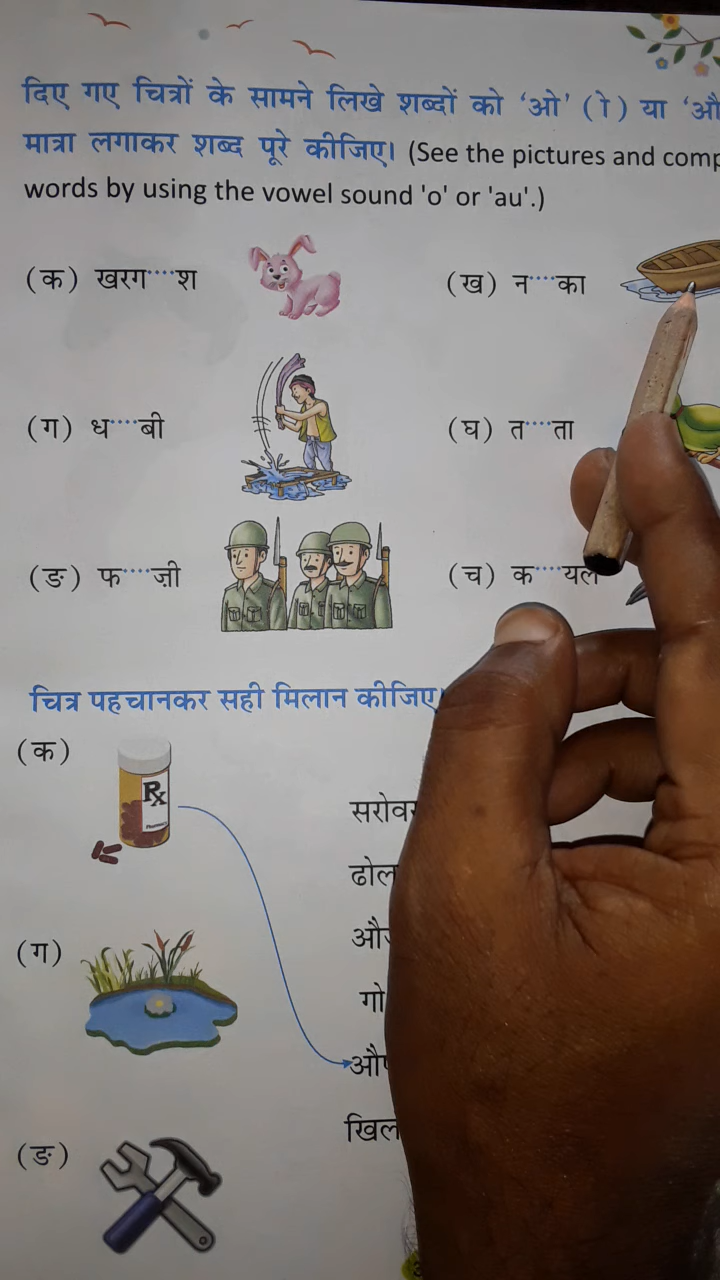 दिए गए चित्रों के सामने लिखे शब्दों को 'ओ' (ो) या
मात्रा लगाकर शब्द पूरे कीजिए। (See the pictures and
words by using the vowel sound 'o' or 'au'.)
(क) खरग....श (ख) न....का
(ग) ध....बी (घ) त....ता
(ङ) फ....ज़ी (च) क....यल
चित्र पहचानकर सही मिलान कीजिए।
(क)
Rx
Pharmacy
ढोल
(ग)
(ङ)